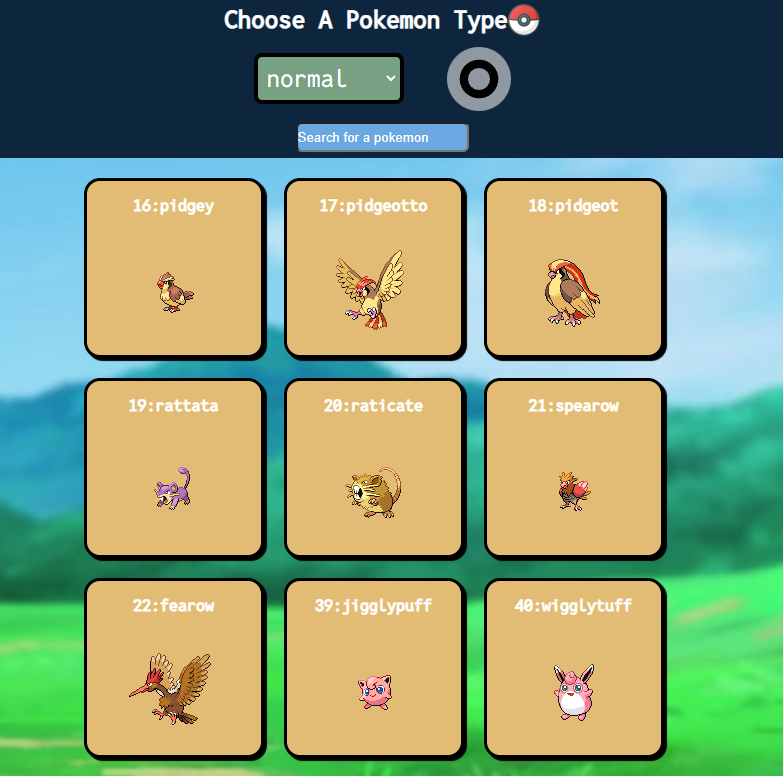 Choose A Pokemon Type
normal
Search for a pokemon
16:pidgey
17:pidgeotto
18:pidgeot
19:rattata
20:raticate
21:spearow
22:fearow
39:jigglypuff
40:wigglytuff